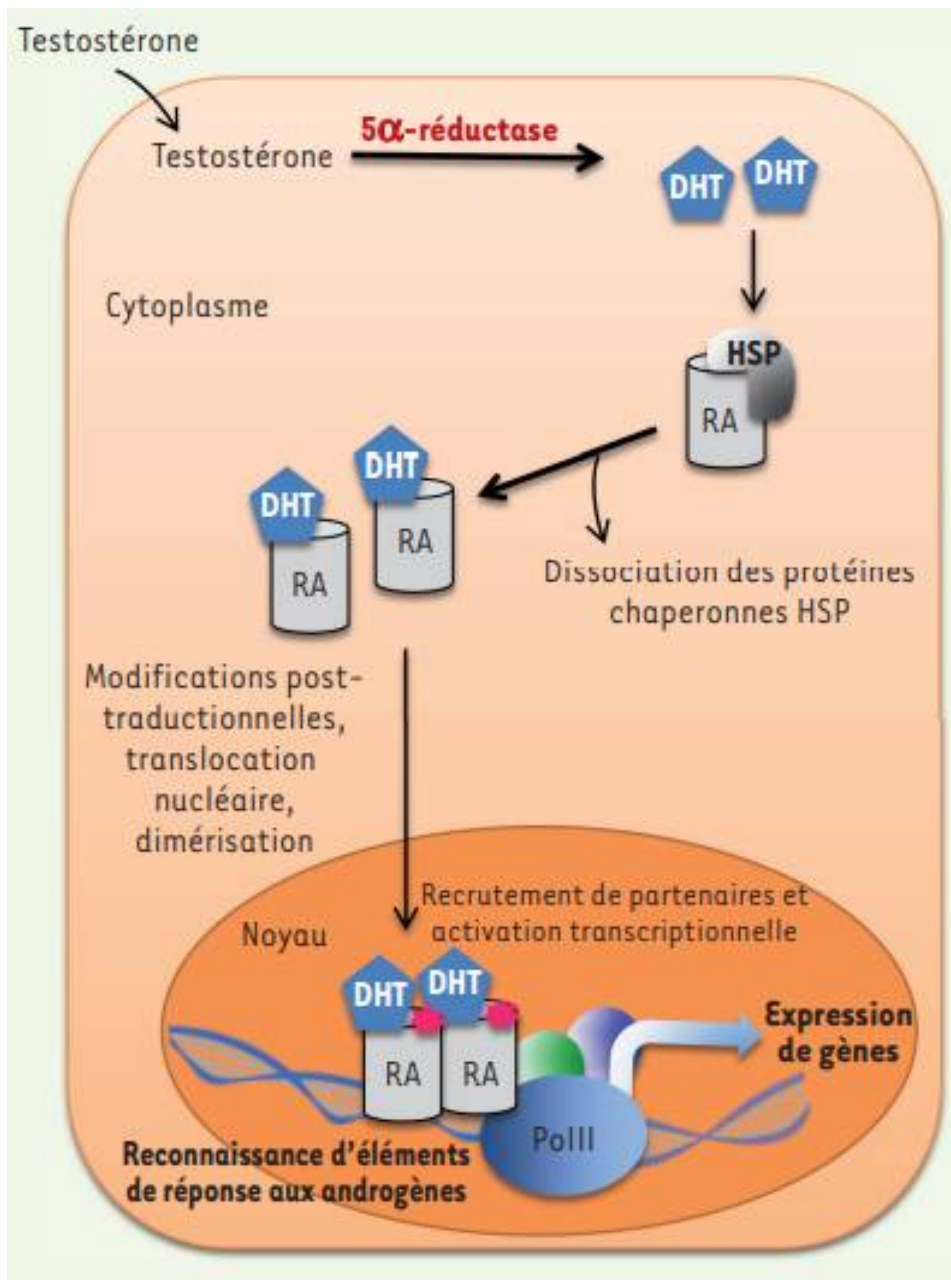 Testostérone
Testostérone
5α-réductase
DHT
DHT
Cytoplasme
HSP
RA
DHT
RA
DHT
RA
Dissociation des protéines
chaperonnes HSP
Modifications post-
traductionnelles,
translocation
nucléaire,
dimérisation
Recrutement de partenaires et
activation transcriptionnelle
Noyau
DHT
DHT
RA
RA
PolII
Expression
de gènes
Reconnaissance d'éléments
de réponse aux androgènes